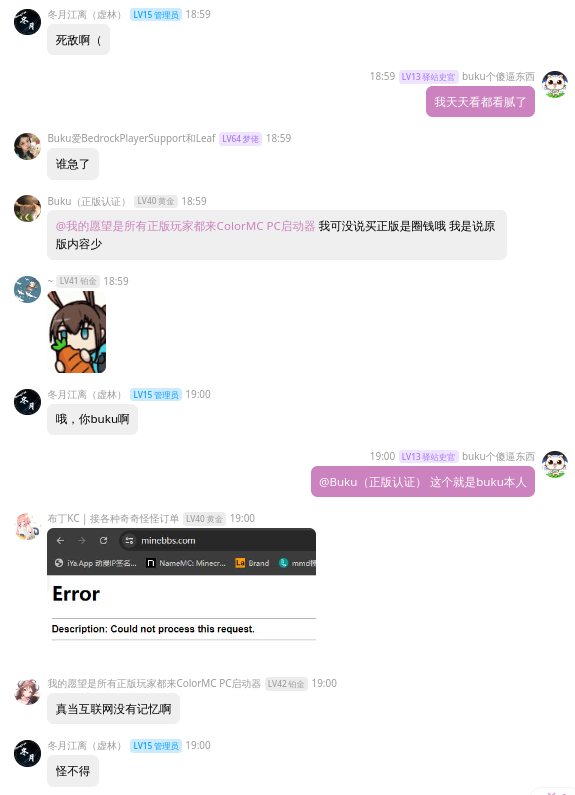 冬月江离（虚林） LV15 管理员 18:59
死敌啊（
18:59 LV13 驿站史官 buku个傻逼东西
我天天看都看腻了
Buku爱BedrockPlayerSupport和Leaf LV64 梦佬 18:59
谁急了
Buku（正版认证） LV40 黄金 18:59
@我的愿望是所有正版玩家都来ColorMC PC启动器 我可没说买正版是圈钱哦 我是说原
版内容少
~ LV41 铂金 18:59
冬月江离（虚林） LV15 管理员 19:00
哦，你buku啊
19:00 LV13 驿站史官 buku个傻逼东西
@Buku（正版认证） 这个就是buku本人
布丁KC | 接各种奇奇怪怪订单 LV40 黄金 19:00
minebbs.com
iYa.App 动漫IP签名... NameMC: Minecr... Brand mmd
Error
Description: Could not process this request.
我的愿望是所有正版玩家都来ColorMC PC启动器 LV42 铂金 19:00
真当互联网没有记忆啊
冬月江离（虚林） LV15 管理员 19:00
怪不得